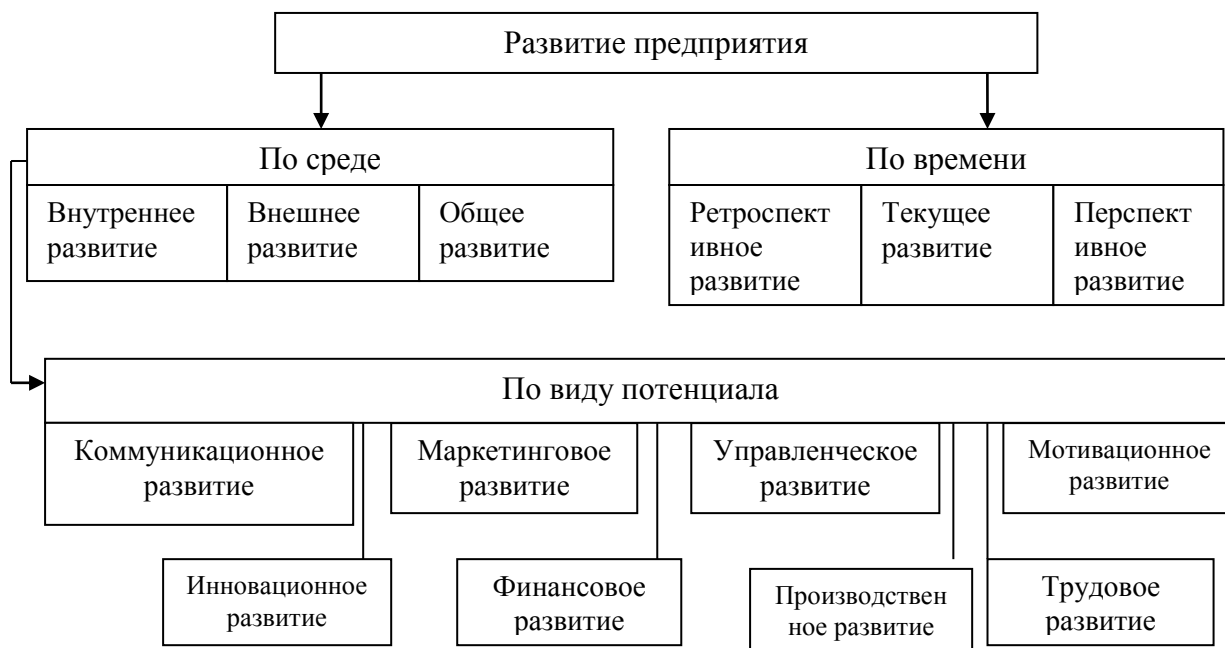 Развитие предприятия
По среде
Внутреннее
развитие
Внешнее
развитие
Общее
развитие
По времени
Ретроспект
ивное
развитие
Текущее
развитие
Перспект
ивное
развитие
По виду потенциала
Коммуникационное
развитие
Маркетинговое
развитие
Управленческое
развитие
Мотивационное
развитие
Инновационное
развитие
Финансовое
развитие
Производствен
ное развитие
Трудовое
развитие